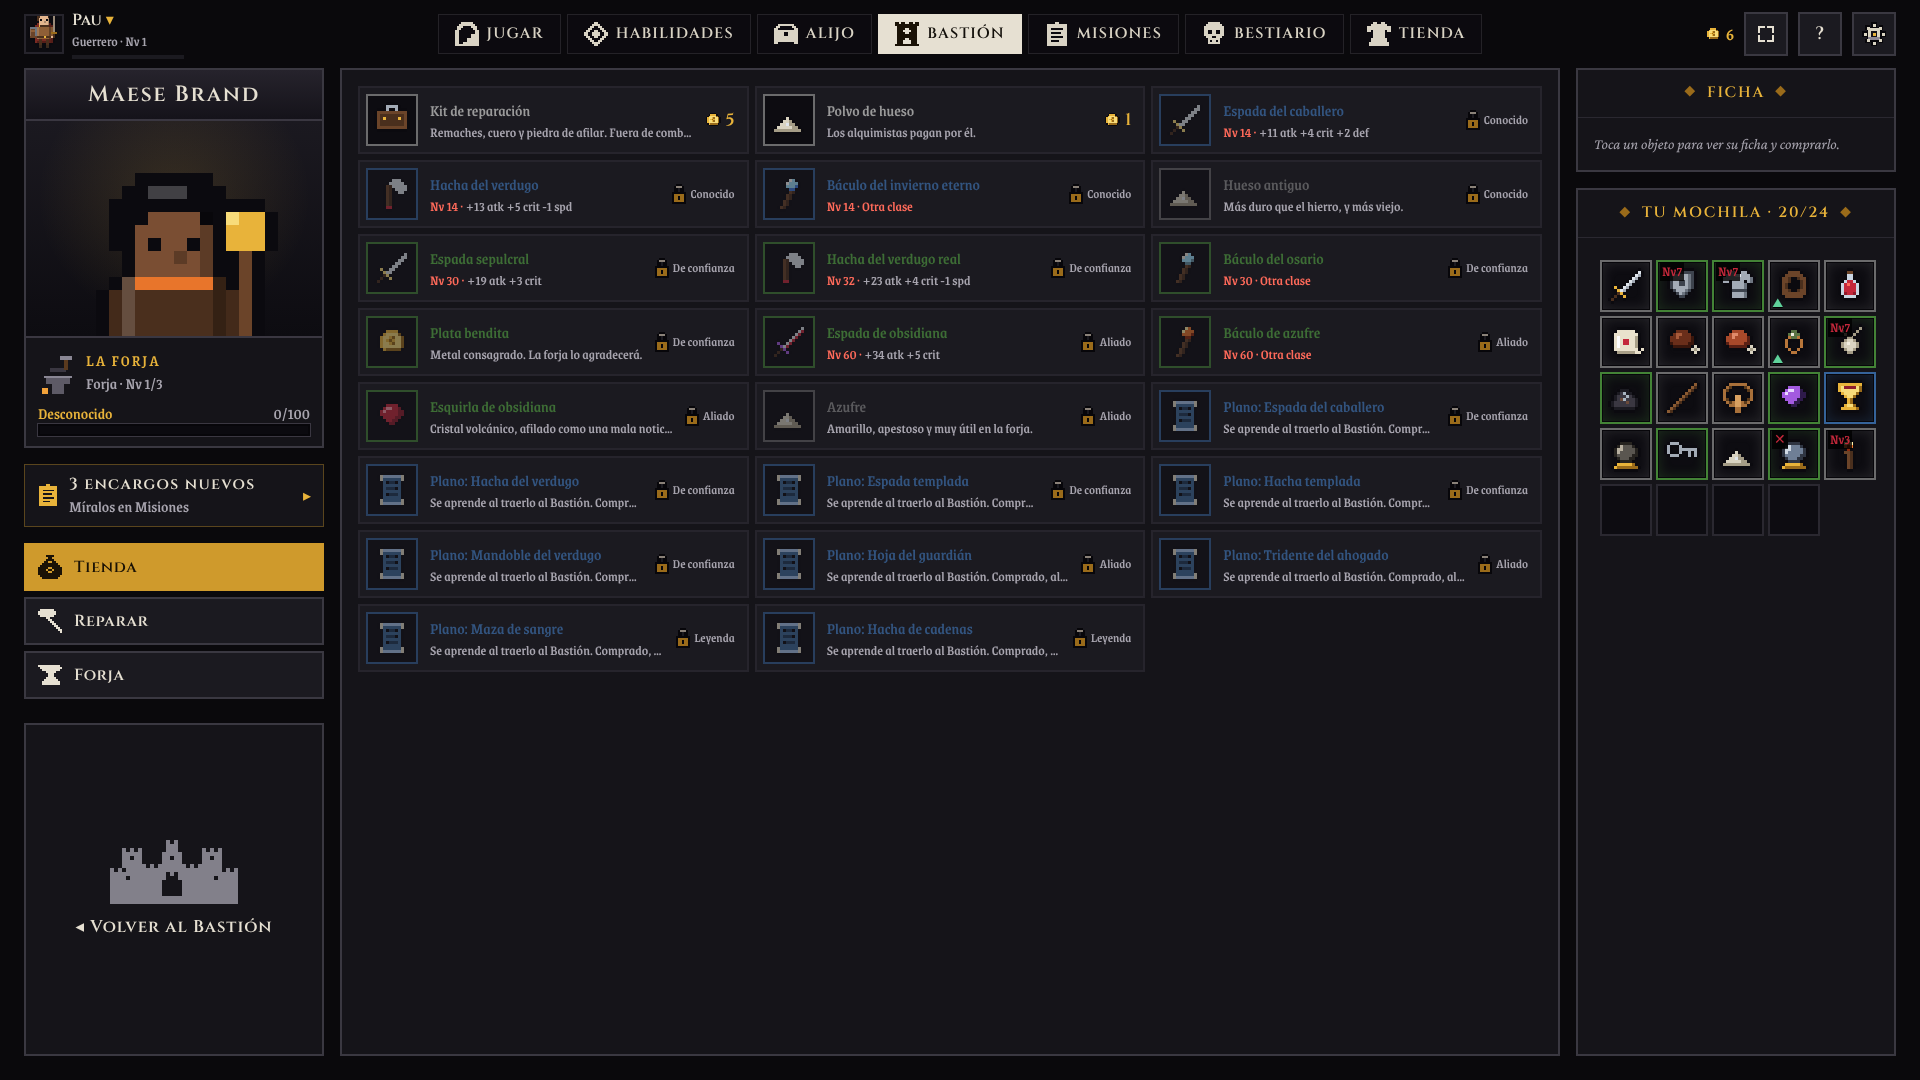 Pau ▾
Guerrero · Nv 1
JUGAR
HABILIDADES
ALIJO
BASTIÓN
MISIONES
BESTIARIO
TIENDA
6
?
Maese Brand
LA FORJA
Forja · Nv 1/3
Desconocido 0/100
3 encargos nuevos
Míralos en Misiones
Tienda
Reparar
Forja
◂ Volver al Bastión
Kit de reparación
Remaches, cuero y piedra de afilar. Fuera de comb...
5
Polvo de hueso
Los alquimistas pagan por él.
1
Espada del caballero
Nv 14 · +11 atk +4 crit +2 def
Conocido
Hacha del verdugo
Nv 14 · +13 atk +5 crit -1 spd
Conocido
Báculo del invierno eterno
Nv 14 · Otra clase
Conocido
Hueso antiguo
Más duro que el hierro, y más viejo.
Conocido
Espada sepulcral
Nv 30 · +19 atk +3 crit
De confianza
Hacha del verdugo real
Nv 32 · +23 atk +4 crit -1 spd
De confianza
Báculo del osario
Nv 30 · Otra clase
De confianza
Plata bendita
Metal consagrado. La forja lo agradecerá.
De confianza
Espada de obsidiana
Nv 60 · +34 atk +5 crit
Aliado
Báculo de azufre
Nv 60 · Otra clase
Aliado
Esquirla de obsidiana
Cristal volcánico, afilado como una mala notic...
Aliado
Azufre
Amarillo, apestoso y muy útil en la forja.
Aliado
Plano: Espada del caballero
Se aprende al traerlo al Bastión. Compr...
De confianza
Plano: Hacha del verdugo
Se aprende al traerlo al Bastión. Compr...
De confianza
Plano: Espada templada
Se aprende al traerlo al Bastión. Compr...
De confianza
Plano: Hacha templada
Se aprende al traerlo al Bastión. Compr...
De confianza
Plano: Mandoble del verdugo
Se aprende al traerlo al Bastión. Compr...
De confianza
Plano: Hoja del guardián
Se aprende al traerlo al Bastión. Comprado, al...
Aliado
Plano: Tridente del ahogado
Se aprende al traerlo al Bastión. Comprado, al...
Aliado
Plano: Maza de sangre
Se aprende al traerlo al Bastión. Comprado, ...
Leyenda
Plano: Hacha de cadenas
Se aprende al traerlo al Bastión. Comprado, ...
Leyenda
FICHA
Toca un objeto para ver su ficha y comprarlo.
TU MOCHILA · 20/24
Nv7
Nv7
Nv7
Nv3